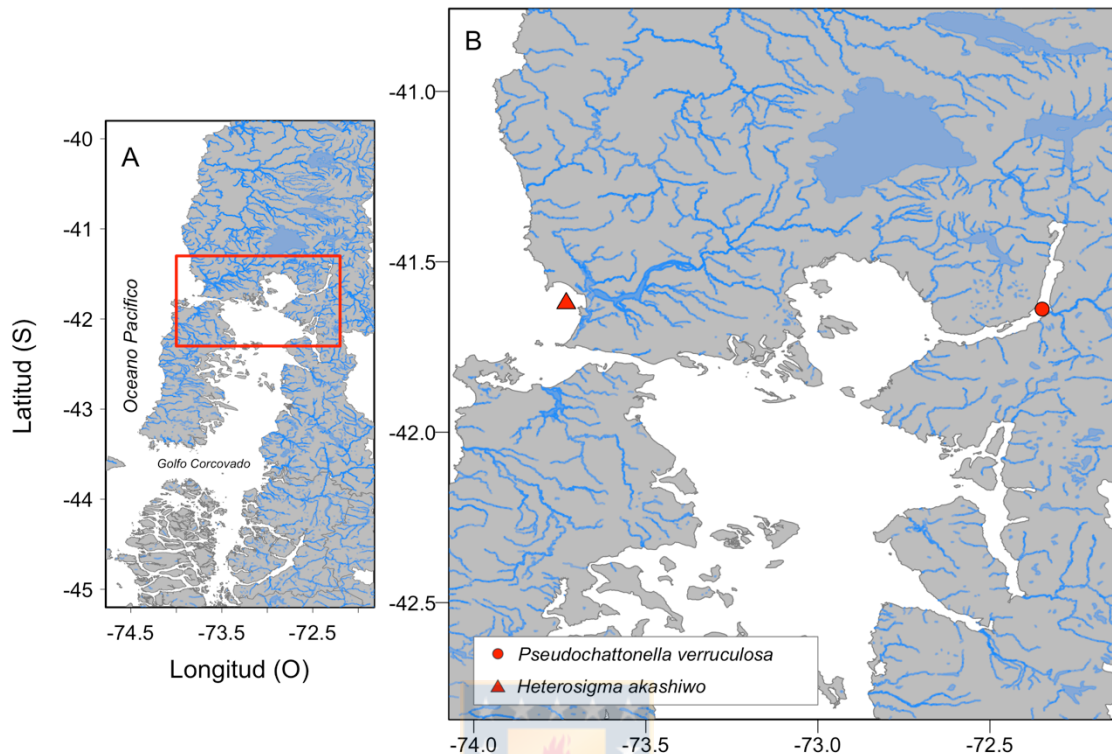 A
-40
-41
-42
-43
-44
-45
Latitud (S)
Oceano Pacifico
Golfo Corcovado
-74.5
-73.5
-72.5
Longitud (O)
B
-41.0
-41.5
-42.0
-42.5
Pseudochattonella verruculosa
Heterosigma akashiwo
-74.0
-73.5
-73.0
-72.5